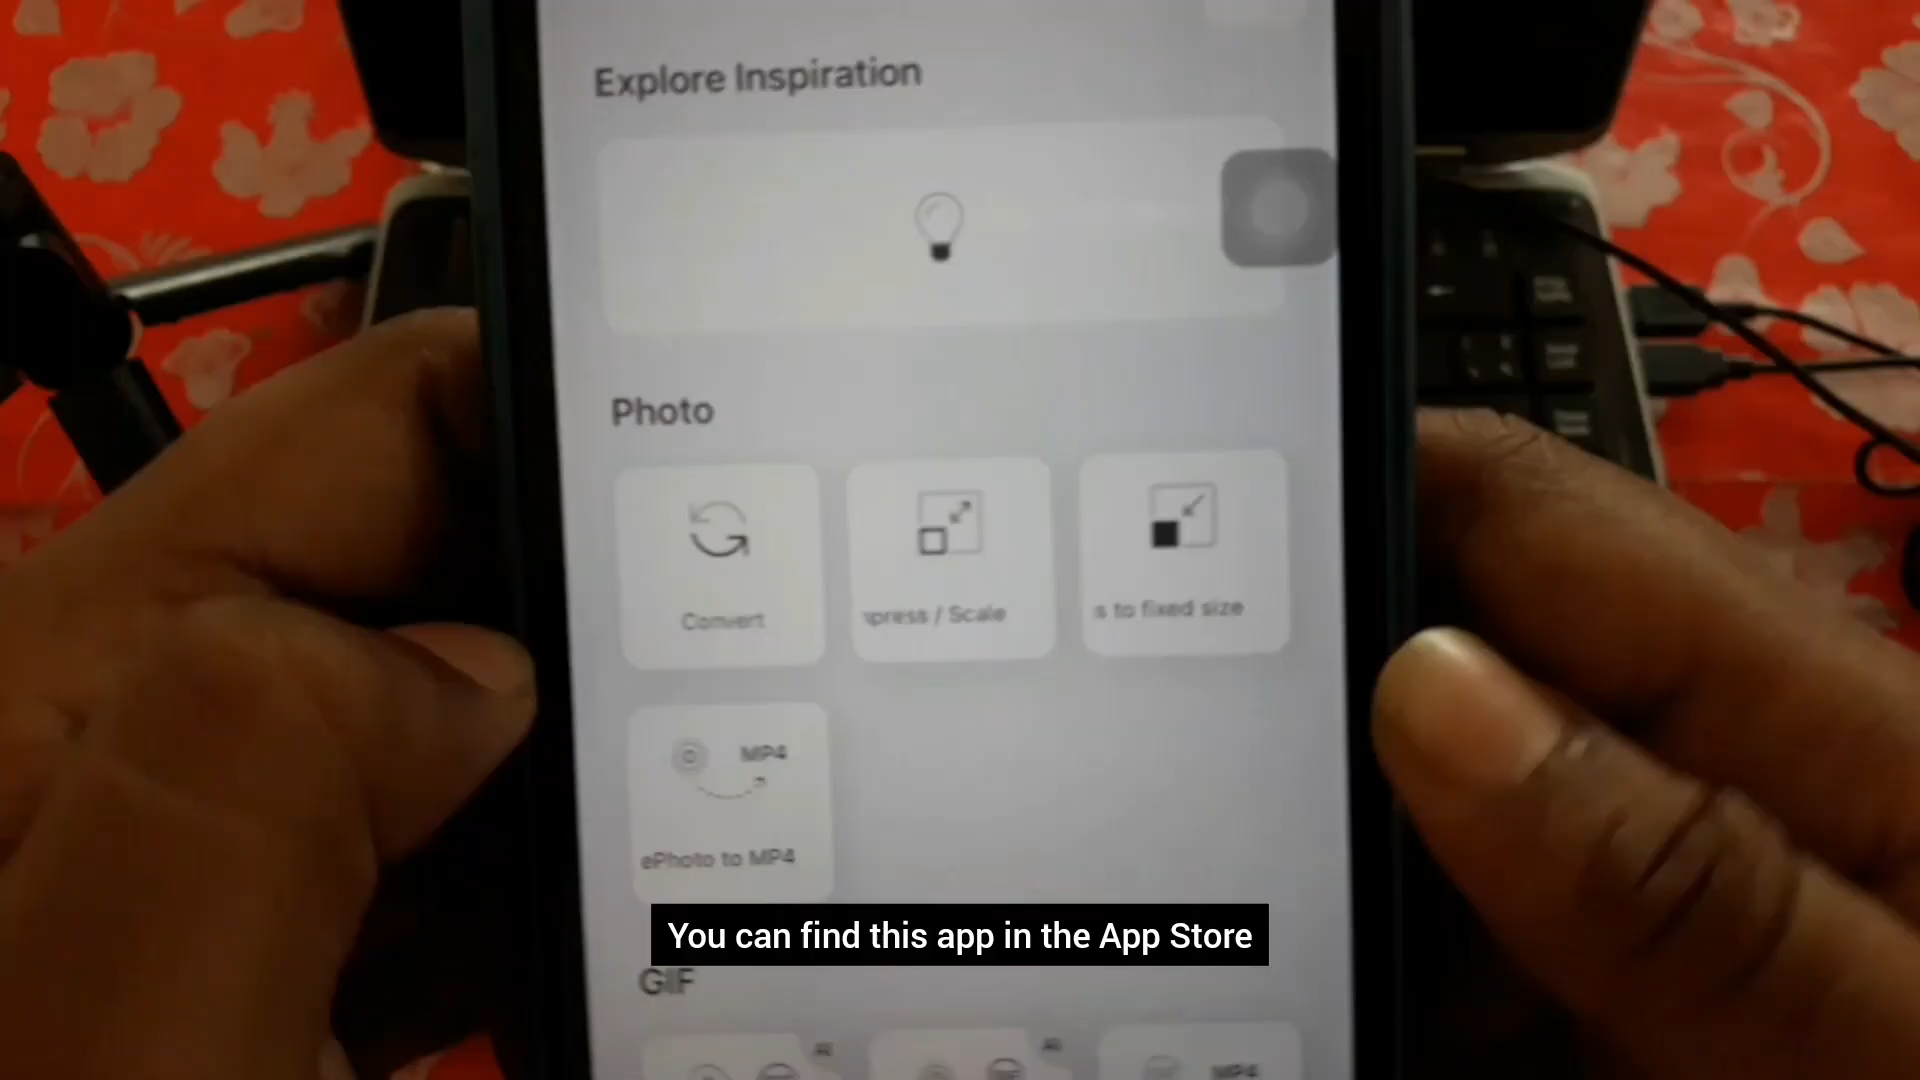 Explore Inspiration
Photo
Convert
press / Scale
s to fixed size
MP4
ePhoto to MP4
You can find this app in the App Store
GIF
MP4